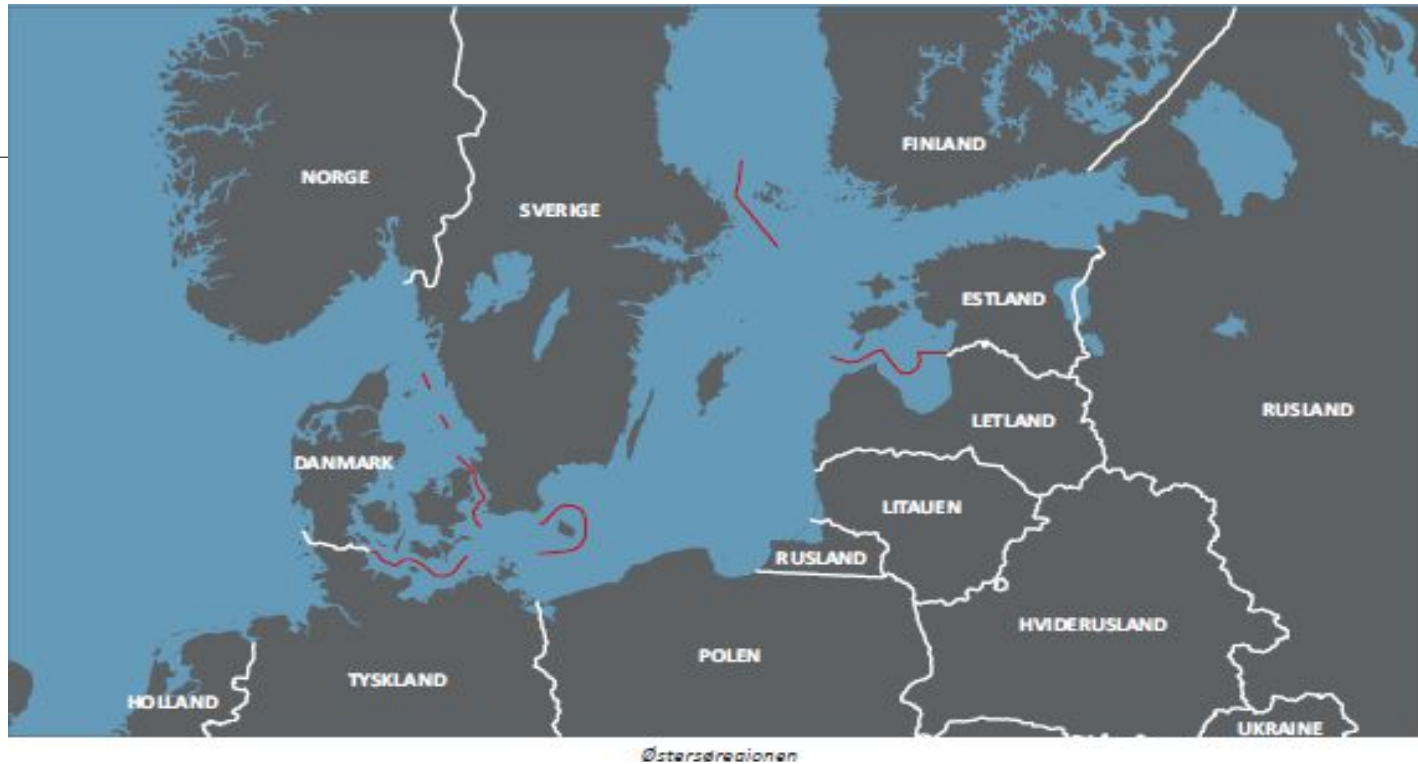 FINLAND
NORGE
SVERIGE
ESTLAND
RUSLAND
LETLAND
DANMARK
LITAUEN
RUSLAND
HVIDERUSLAND
POLEN
TYSKLAND
HOLLAND
UKRAINE
Østersøregionen